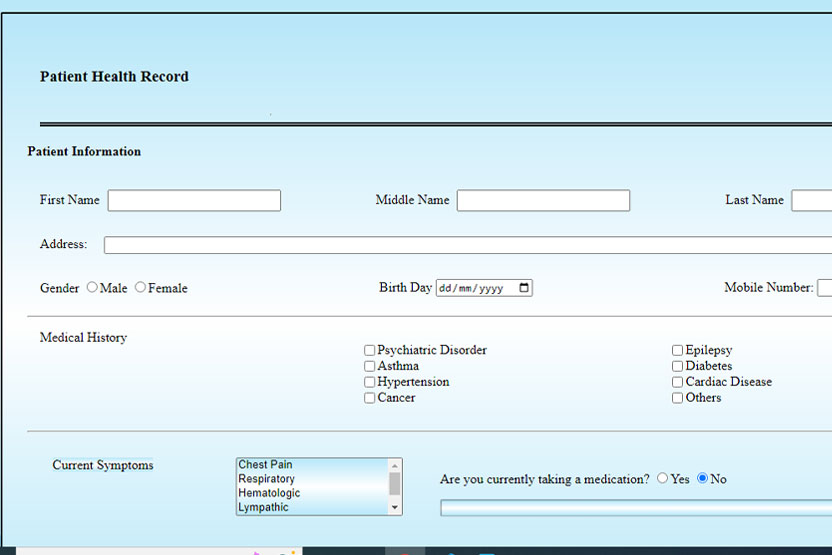 Patient Health Record
Patient Information
First Name Middle Name Last Name
Address:
Gender Male Female Birth Day dd/mm/yyyy Mobile Number:
Medical History
Psychiatric Disorder Epilepsy
Asthma Diabetes
Hypertension Cardiac Disease
Cancer Others
Current Symptoms
Chest Pain
Respiratory
Hematologic
Lympathic
Are you currently taking a medication? Yes No